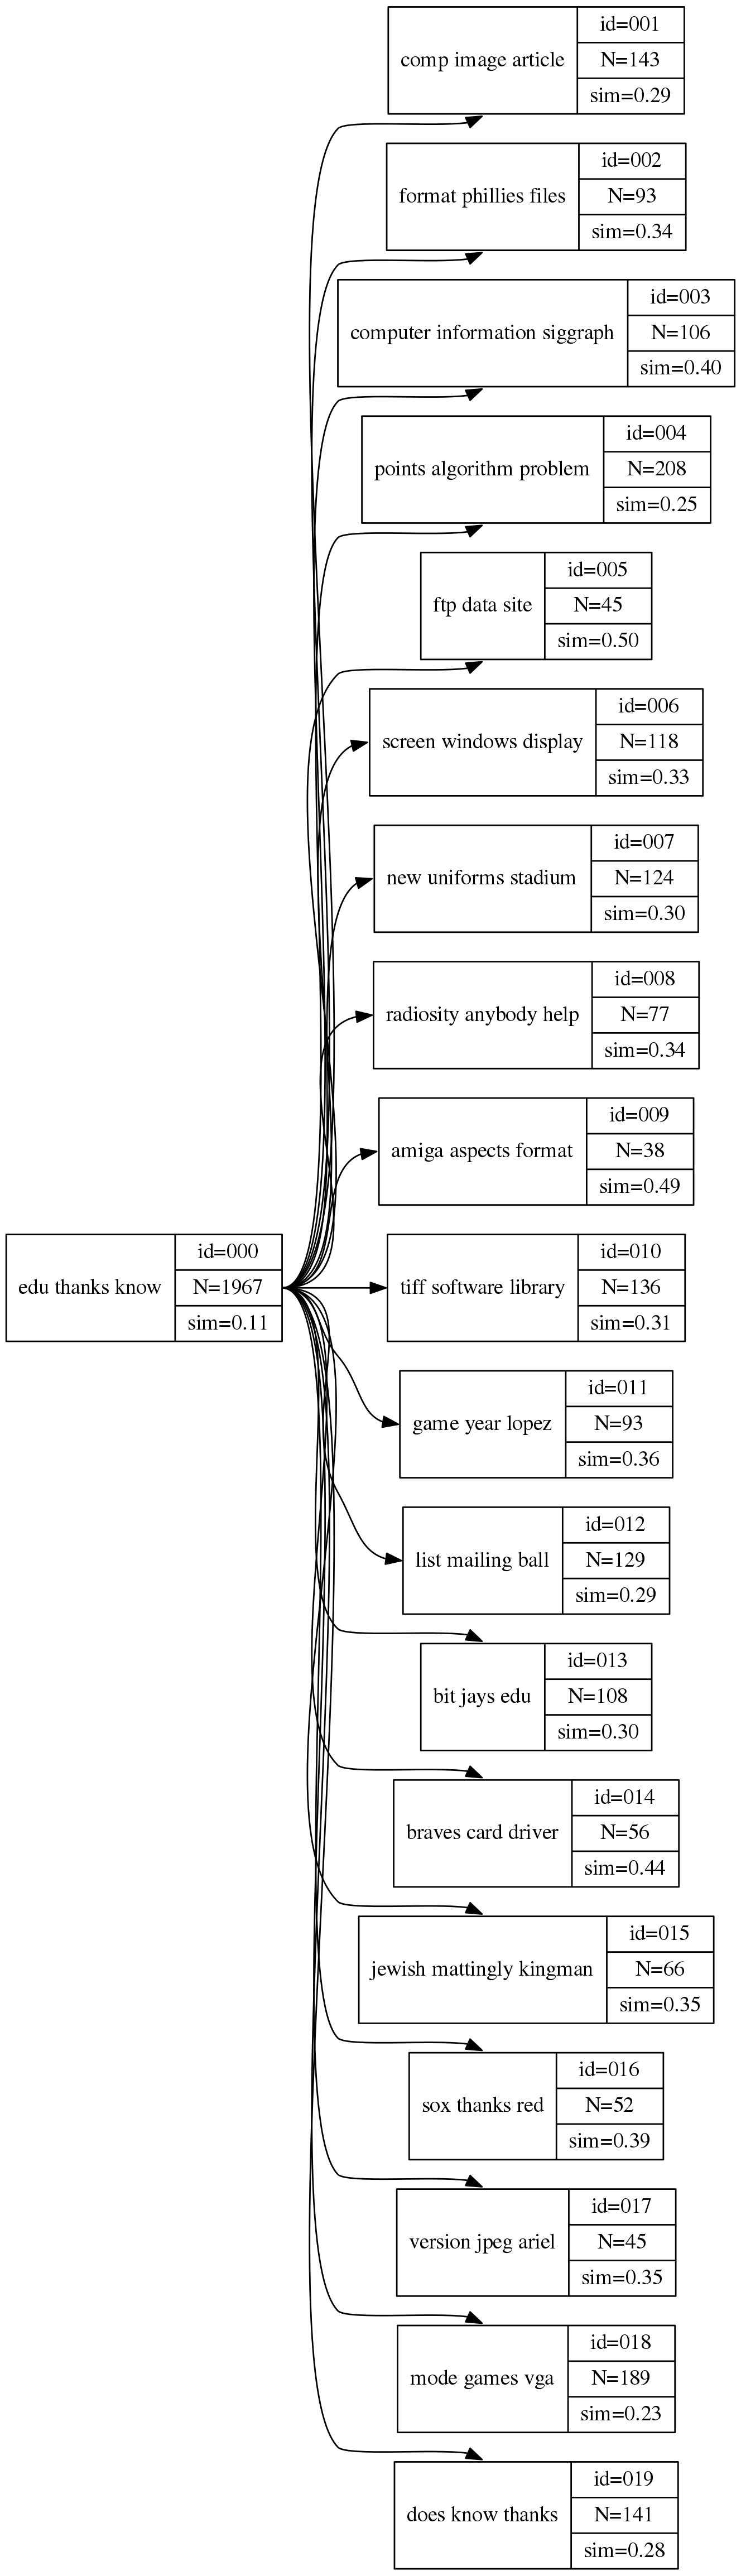 comp image article
id=001
N=143
sim=0.29
format phillies files
id=002
N=93
sim=0.34
computer information siggraph
id=003
N=106
sim=0.40
points algorithm problem
id=004
N=208
sim=0.25
ftp data site
id=005
N=45
sim=0.50
screen windows display
id=006
N=118
sim=0.33
new uniforms stadium
id=007
N=124
sim=0.30
radiosity anybody help
id=008
N=77
sim=0.34
amiga aspects format
id=009
N=38
sim=0.49
edu thanks know
id=000
N=1967
sim=0.11
tiff software library
id=010
N=136
sim=0.31
game year lopez
id=011
N=93
sim=0.36
list mailing ball
id=012
N=129
sim=0.29
bit jays edu
id=013
N=108
sim=0.30
braves card driver
id=014
N=56
sim=0.44
jewish mattingly kingman
id=015
N=66
sim=0.35
sox thanks red
id=016
N=52
sim=0.39
version jpeg ariel
id=017
N=45
sim=0.35
mode games vga
id=018
N=189
sim=0.23
does know thanks
id=019
N=141
sim=0.28